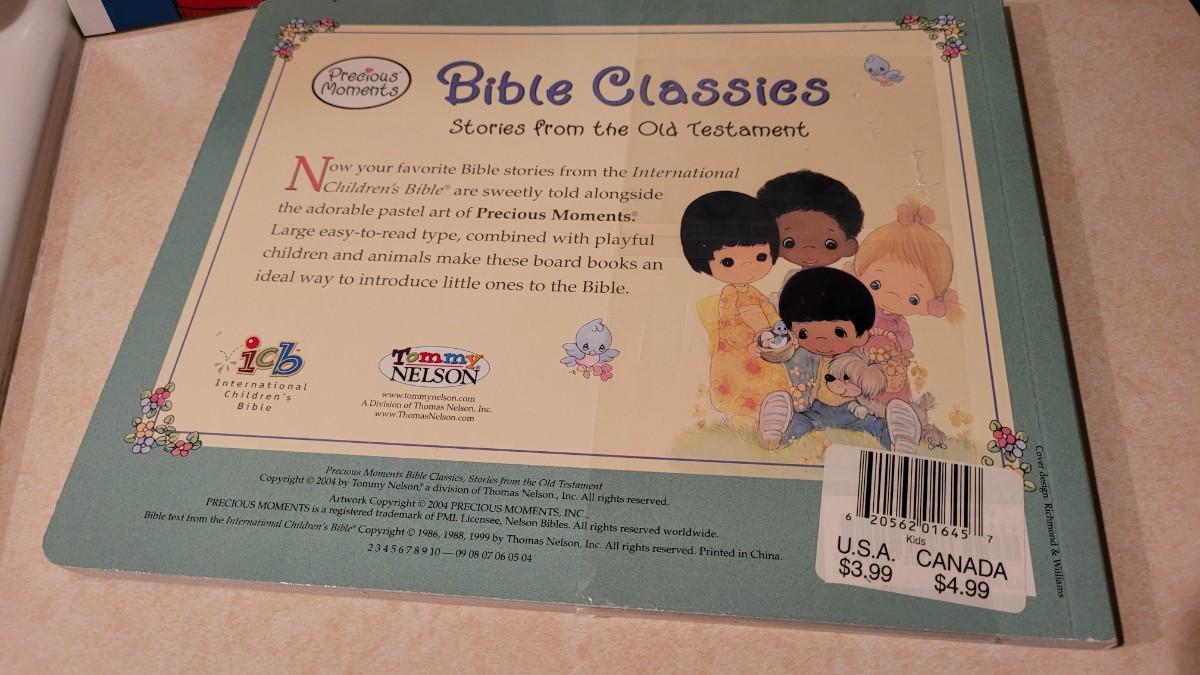 Precious
Moments
Bible Classics
Stories from the Old Testament
Now your favorite Bible stories from the International
Children's Bible® are sweetly told alongside
the adorable pastel art of Precious Moments.®
Large easy-to-read type, combined with playful
children and animals make these board books an
ideal way to introduce little ones to the Bible.
icb
International
Children's
Bible
Tommy
NELSON
www.tommynelson.com
A Division of Thomas Nelson, Inc.
www.ThomasNelson.com
Precious Moments Bible Classics, Stories from the Old Testament
Copyright © 2004 by Tommy Nelson,® a division of Thomas Nelson., Inc. All rights reserved.
Artwork Copyright © 2004 PRECIOUS MOMENTS, INC.,
PRECIOUS MOMENTS is a registered trademark of PMI. Licensee, Nelson Bibles. All rights reserved worldwide.
Bible text from the International Children's Bible® Copyright © 1986, 1988, 1999 by Thomas Nelson, Inc. All rights reserved. Printed in China.
2 3 4 5 6 7 8 9 10 — 09 08 07 06 05 04
6 20562 01645 7
Kids
U.S.A. CANADA
$3.99 $4.99
Cover design: Richmond & Williams